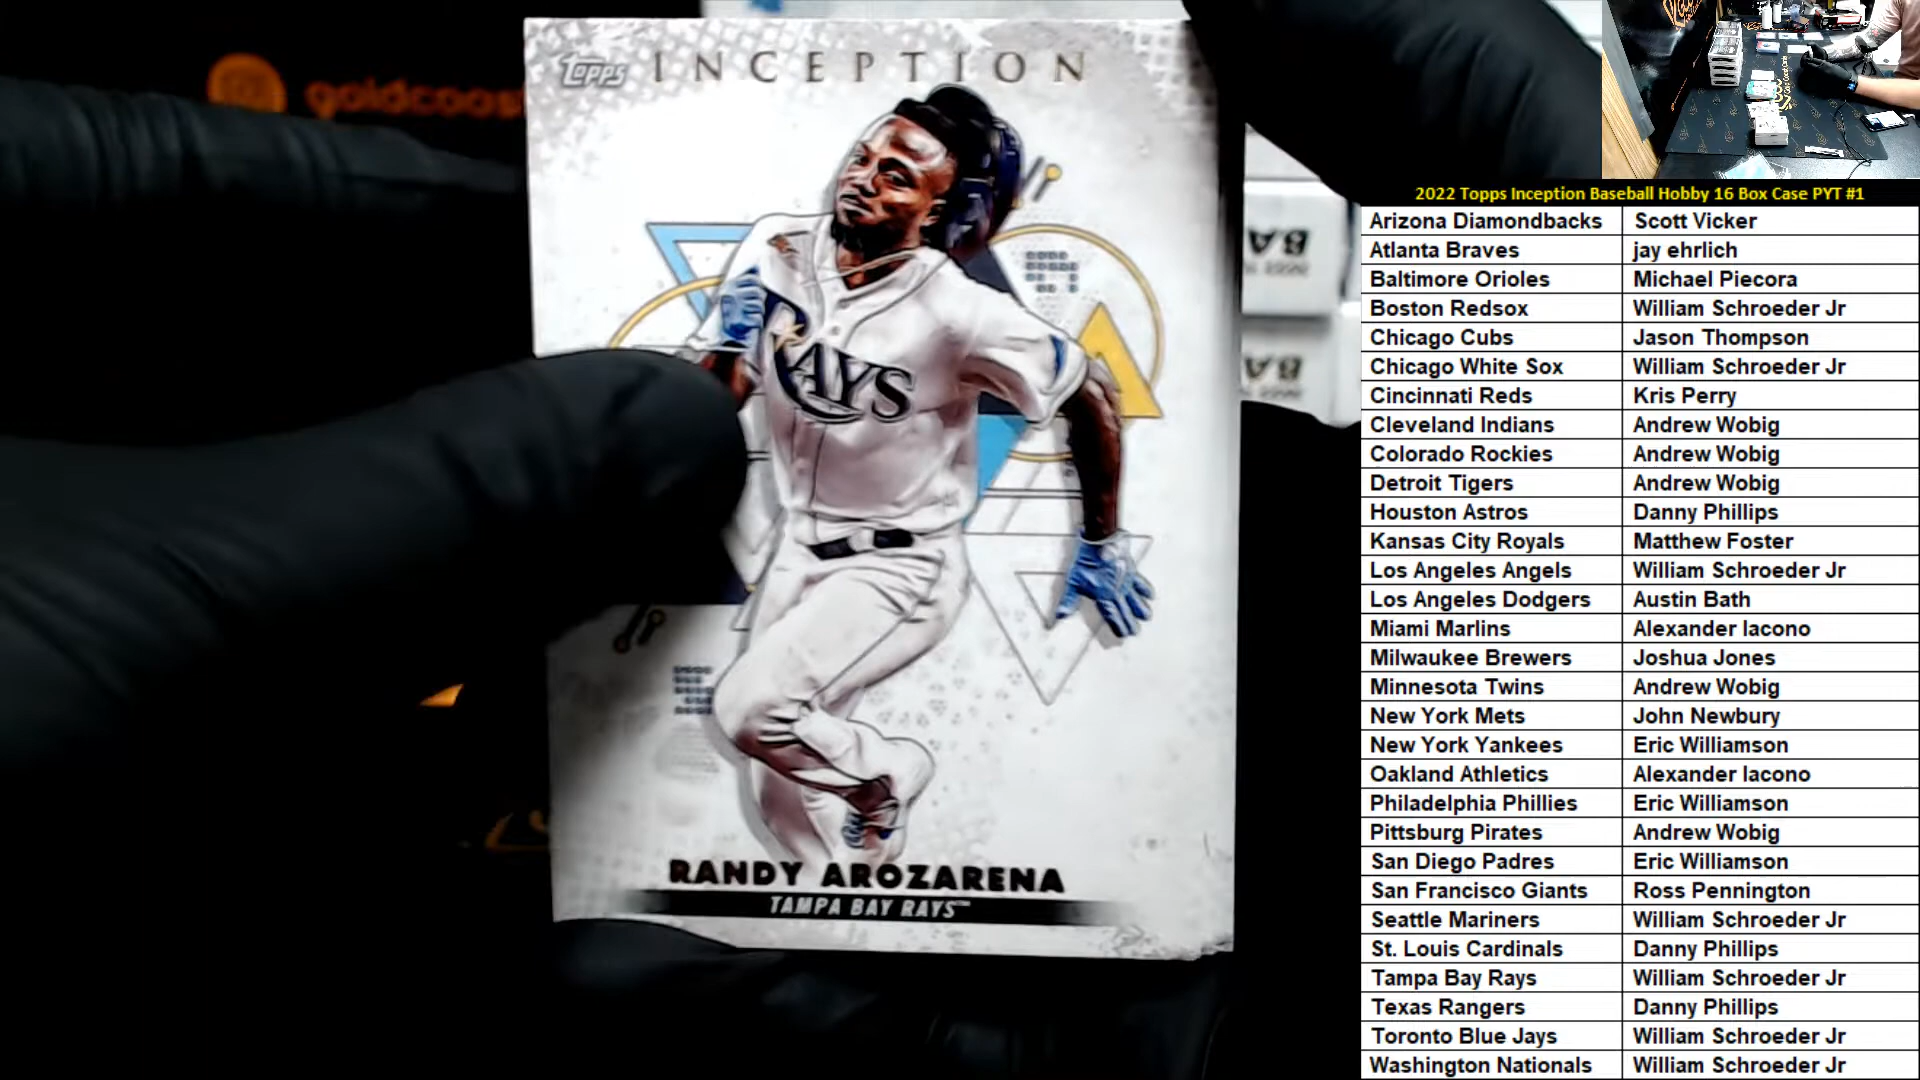 goldcoas
Topps INCEPTION
RAYS
RANDY AROZARENA
TAMPA BAY RAYS™
BA
BA
2022 Topps Inception Baseball Hobby 16 Box Case PYT #1
Arizona Diamondbacks Scott Vicker
Atlanta Braves jay ehrlich
Baltimore Orioles Michael Piecora
Boston Redsox William Schroeder Jr
Chicago Cubs Jason Thompson
Chicago White Sox William Schroeder Jr
Cincinnati Reds Kris Perry
Cleveland Indians Andrew Wobig
Colorado Rockies Andrew Wobig
Detroit Tigers Andrew Wobig
Houston Astros Danny Phillips
Kansas City Royals Matthew Foster
Los Angeles Angels William Schroeder Jr
Los Angeles Dodgers Austin Bath
Miami Marlins Alexander Iacono
Milwaukee Brewers Joshua Jones
Minnesota Twins Andrew Wobig
New York Mets John Newbury
New York Yankees Eric Williamson
Oakland Athletics Alexander Iacono
Philadelphia Phillies Eric Williamson
Pittsburg Pirates Andrew Wobig
San Diego Padres Eric Williamson
San Francisco Giants Ross Pennington
Seattle Mariners William Schroeder Jr
St. Louis Cardinals Danny Phillips
Tampa Bay Rays William Schroeder Jr
Texas Rangers Danny Phillips
Toronto Blue Jays William Schroeder Jr
Washington Nationals William Schroeder Jr